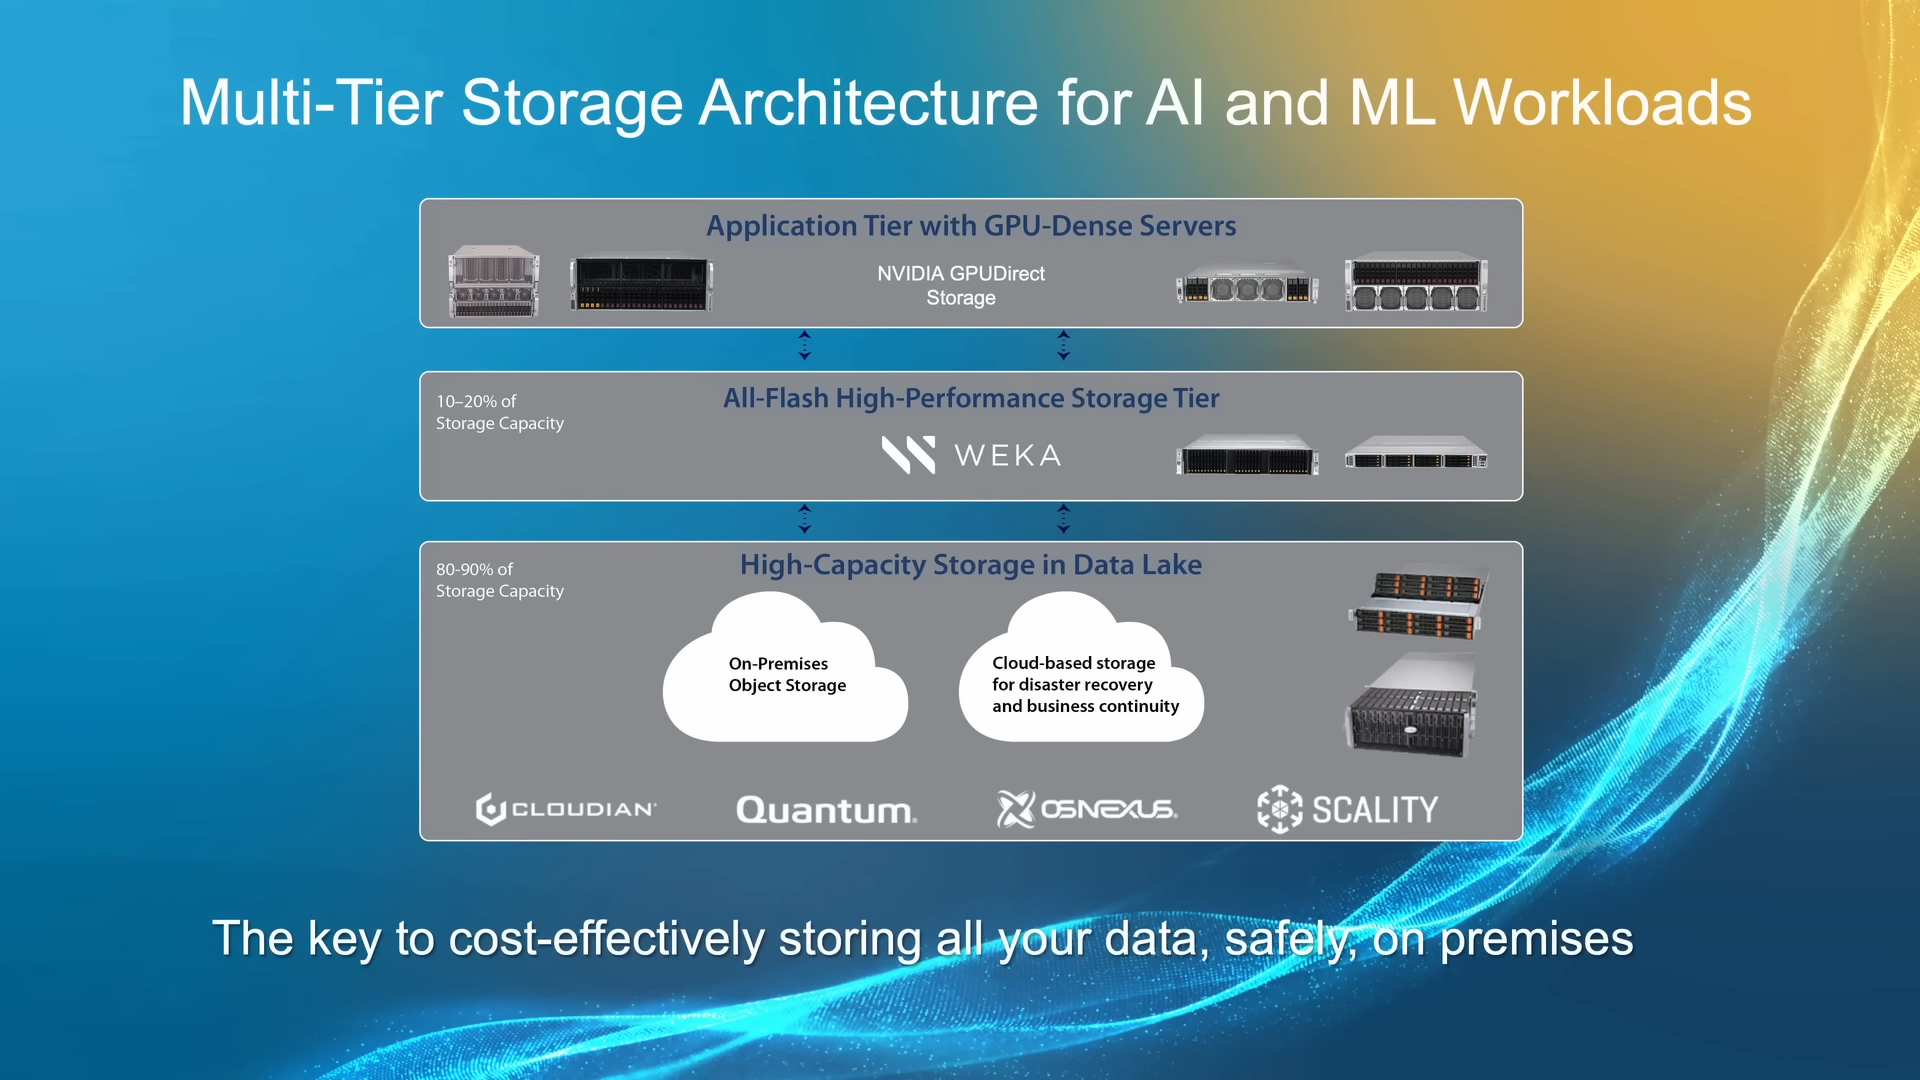 Multi-Tier Storage Architecture for AI and ML Workloads
Application Tier with GPU-Dense Servers
NVIDIA GPUDirect
Storage
10–20% of
Storage Capacity
All-Flash High-Performance Storage Tier
WEKA
80-90% of
Storage Capacity
High-Capacity Storage in Data Lake
On-Premises
Object Storage
Cloud-based storage
for disaster recovery
and business continuity
CLOUDIAN
Quantum
OSNEXUS
SCALITY
The key to cost-effectively storing all your data, safely, on premises